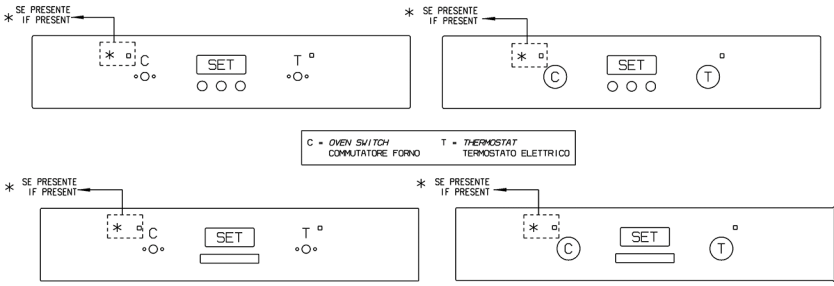 * SE PRESENTE
IF PRESENT
* SE PRESENTE
IF PRESENT
* C SET T
* C SET T
C = OVEN SWITCH T = THERMOSTAT
COMMUTATORE FORNO TERMOSTATO ELETTRICO
* SE PRESENTE
IF PRESENT
* SE PRESENTE
IF PRESENT
* C SET T
* C SET T